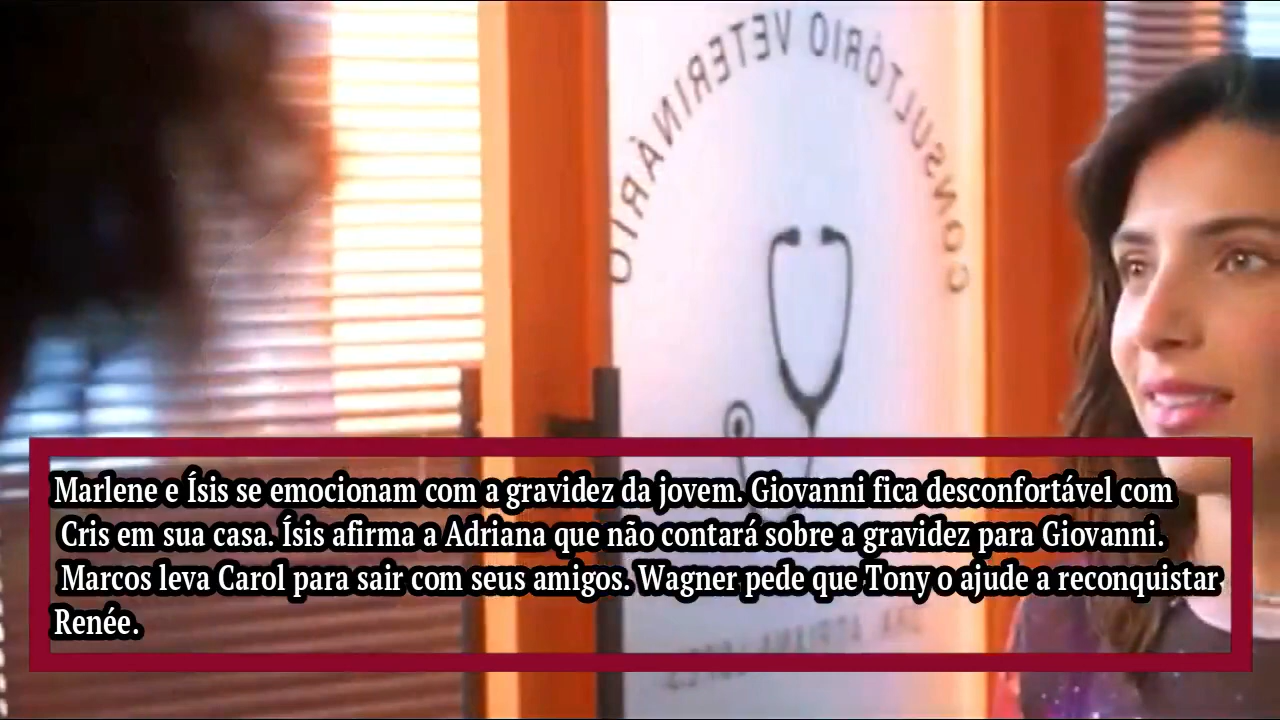 CONSULTÓRIO VETERINÁRIO
Marlene e Ísis se emocionam com a gravidez da jovem. Giovanni fica desconfortável com
Cris em sua casa. Ísis afirma a Adriana que não contará sobre a gravidez para Giovanni.
Marcos leva Carol para sair com seus amigos. Wagner pede que Tony o ajude a reconquistar
Renée.